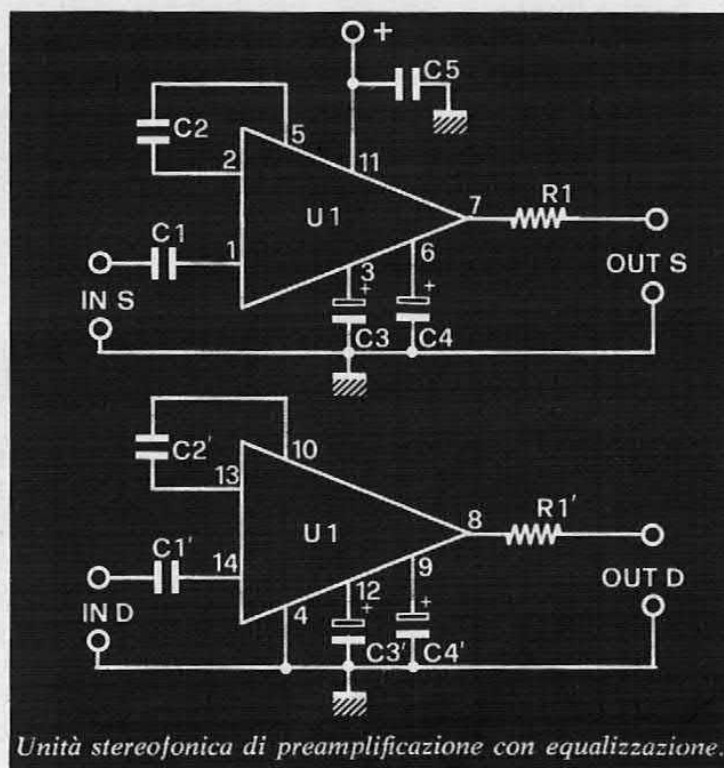 +
C5
C2
5
2
11
U1
7
R1
C1
1
6
3
+
+
IN S
OUT S
C3
C4
C2'
10
13
U1
8
R1'
C1'
14
9
12
4
+
+
IN D
OUT D
C3'
C4'
Unità stereofonica di preamplificazione con equalizzazione.